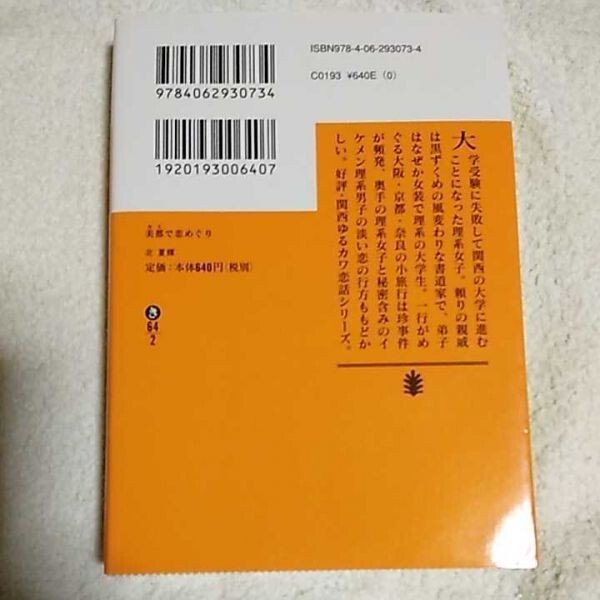 ISBN978-4-06-293073-4
C0193 ¥640E (0)
9784062930734
1920193006407
大学受験に失敗して関西の大学に進む
ことになった理系女子。頼りの親戚
は黒ずくめの風変わりな書道家で、弟子
はなぜか女装で理系の大学生。一行がめ
ぐる大阪・京都・奈良の小旅行は珍事件
が頻発、奥手の理系女子と秘密含みのイ
ケメン理系男子の淡い恋の行方ももどか
しい。好評・関西ゆるカワ恋話シリーズ。
美都で恋めぐり
北 夏輝
定価:本体640円(税別)
き
64
2